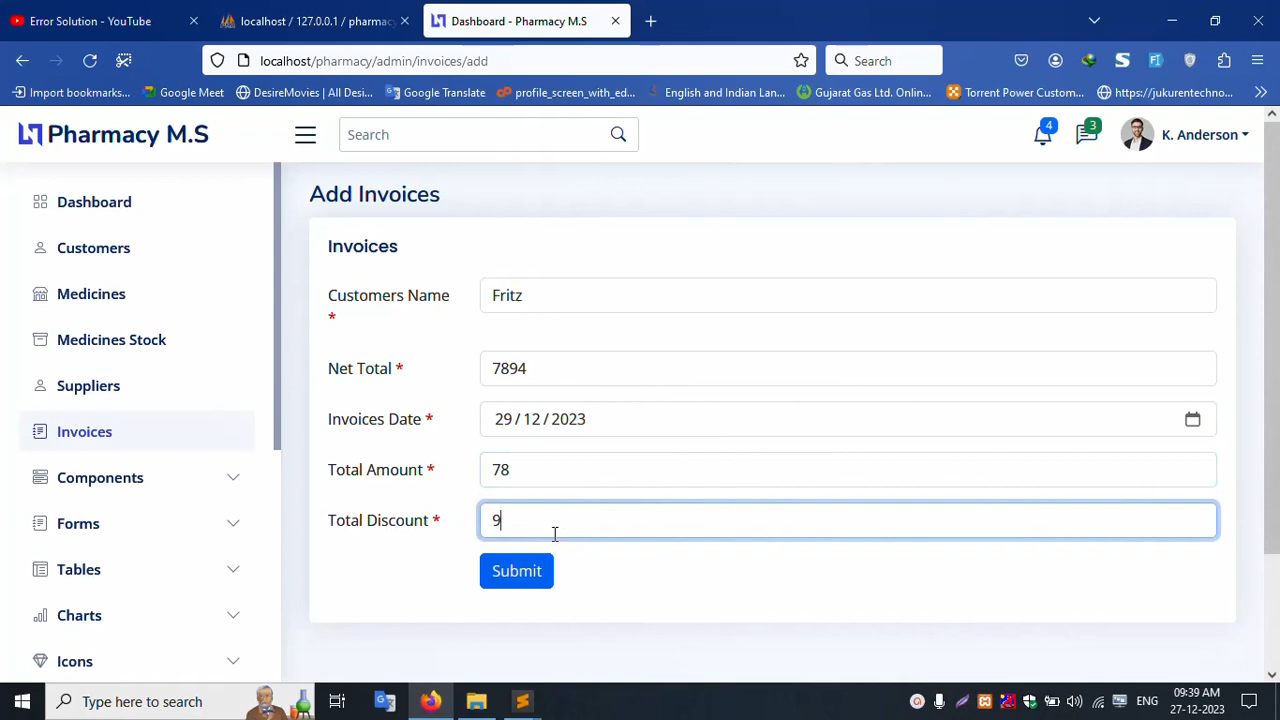 Error Solution - YouTube
localhost / 127.0.0.1 / pharmacy
Dashboard - Pharmacy M.S
localhost/pharmacy/admin/invoices/add
Search
Import bookmarks...
Google Meet
DesireMovies | All Desi...
Google Translate
profile_screen_with_ed...
English and Indian Lan...
Gujarat Gas Ltd. Onlin...
Torrent Power Custom...
https://jukurentechno...
Pharmacy M.S
Search
4
3
K. Anderson
Dashboard
Customers
Medicines
Medicines Stock
Suppliers
Invoices
Components
Forms
Tables
Charts
Icons
Add Invoices
Invoices
Customers Name
*
Fritz
Net Total *
7894
Invoices Date *
29 / 12 / 2023
Total Amount *
78
Total Discount *
9
Submit
Type here to search
ENG
09:39 AM
27-12-2023